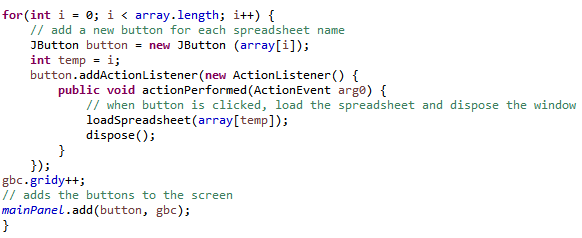 for(int i = 0; i < array.length; i++) {
// add a new button for each spreadsheet name
JButton button = new JButton (array[i]);
int temp = i;
button.addActionListener(new ActionListener() {
public void actionPerformed(ActionEvent arg0) {
// when button is clicked, load the spreadsheet and dispose the window
loadSpreadsheet(array[temp]);
dispose();
}
});
gbc.gridy++;
// adds the buttons to the screen
mainPanel.add(button, gbc);
}